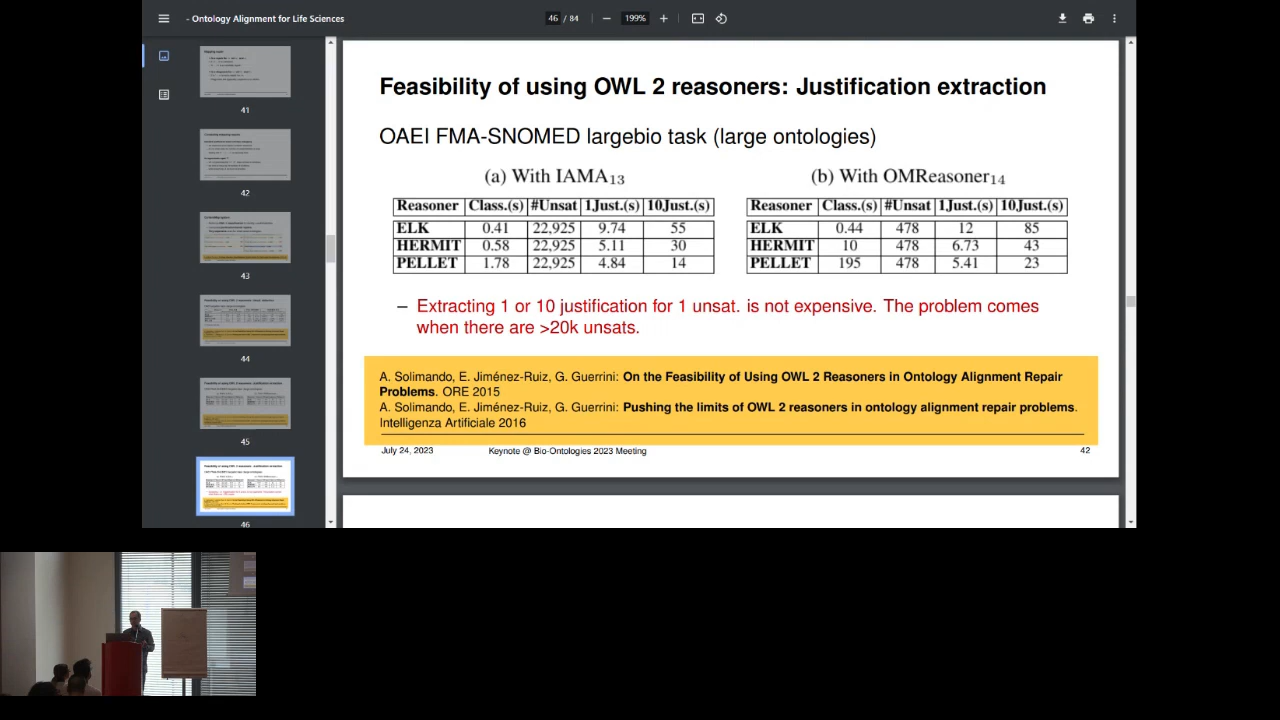 - Ontology Alignment for Life Sciences
46 / 84
199%
41
42
43
44
45
46
Feasibility of using OWL 2 reasoners: Justification extraction
OAEI FMA-SNOMED largebio task (large ontologies)
(a) With IAMA13
Reasoner Class.(s) #Unsat 1Just.(s) 10Just.(s)
ELK 0.41 22,925 9.74 55
HERMIT 0.58 22,925 5.11 30
PELLET 1.78 22,925 4.84 14
(b) With OMReasoner14
Reasoner Class.(s) #Unsat 1Just.(s) 10Just.(s)
ELK 0.44 478 12 85
HERMIT 10 478 6.73 43
PELLET 195 478 5.41 23
– Extracting 1 or 10 justification for 1 unsat. is not expensive. The problem comes
when there are >20k unsats.
A. Solimando, E. Jiménez-Ruiz, G. Guerrini: On the Feasibility of Using OWL 2 Reasoners in Ontology Alignment Repair
Problems. ORE 2015
A. Solimando, E. Jiménez-Ruiz, G. Guerrini: Pushing the limits of OWL 2 reasoners in ontology alignment repair problems.
Intelligenza Artificiale 2016
July 24, 2023 Keynote @ Bio-Ontologies 2023 Meeting 42